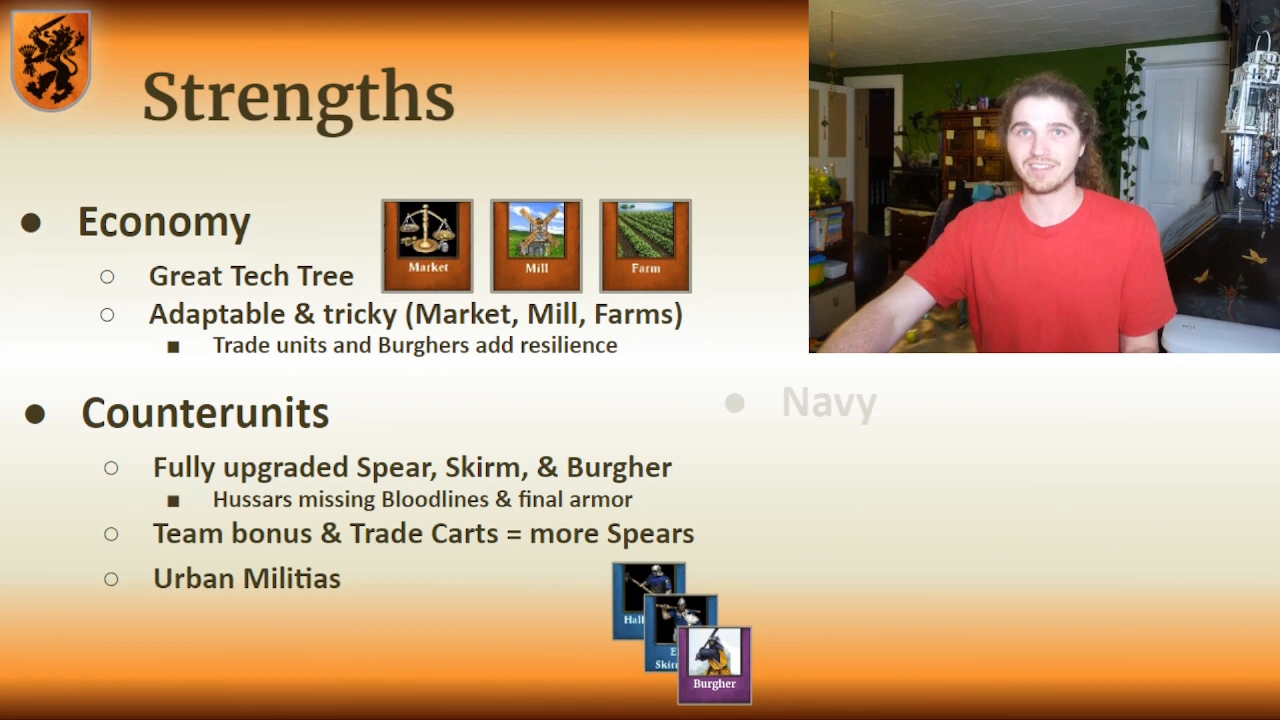 Strengths
● Economy
Market
Mill
Farm
○ Great Tech Tree
○ Adaptable & tricky (Market, Mill, Farms)
■ Trade units and Burghers add resilience
● Counterunits
● Navy
○ Fully upgraded Spear, Skirm, & Burgher
■ Hussars missing Bloodlines & final armor
○ Team bonus & Trade Carts = more Spears
○ Urban Militias
Burgher